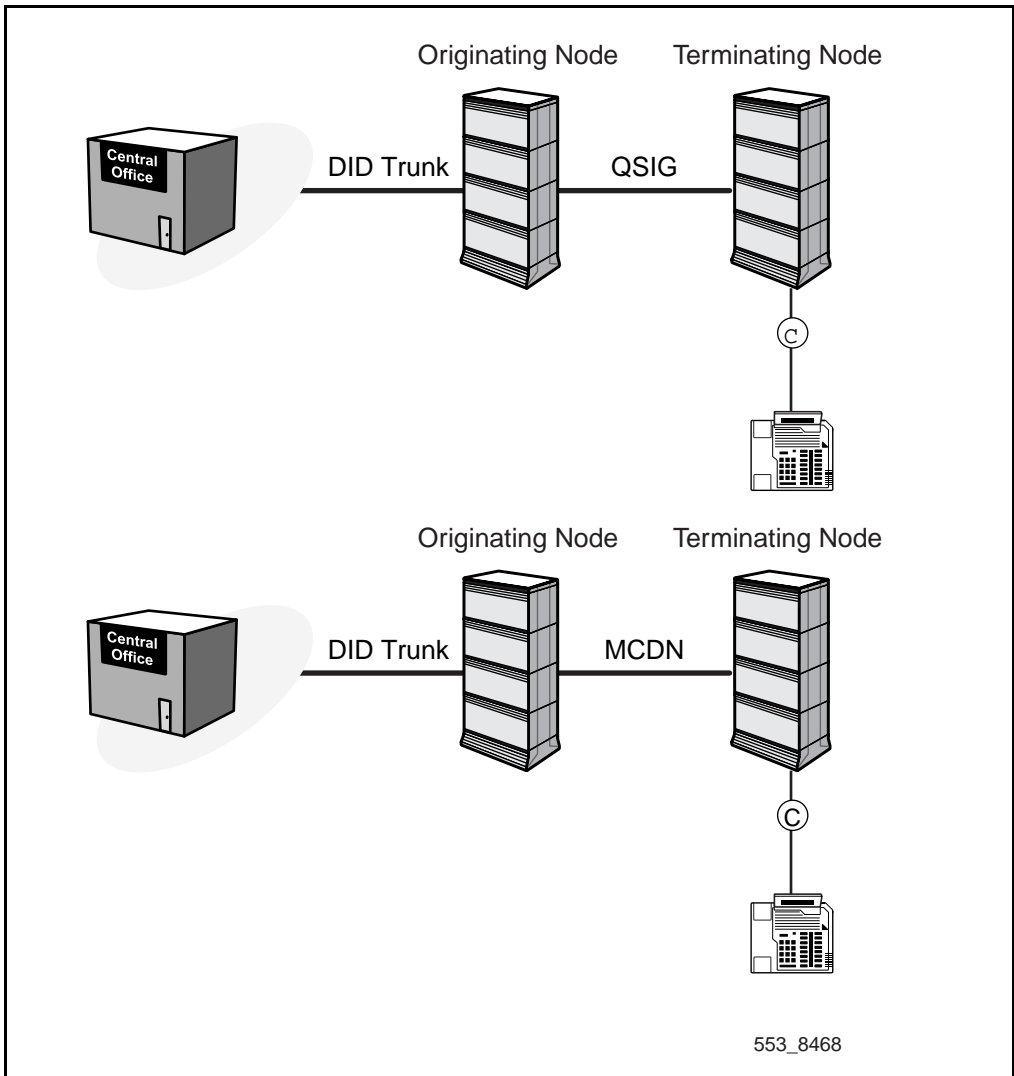 Originating Node Terminating Node
Central
Office
DID Trunk QSIG
C
Originating Node Terminating Node
Central
Office
DID Trunk MCDN
C
553_8468